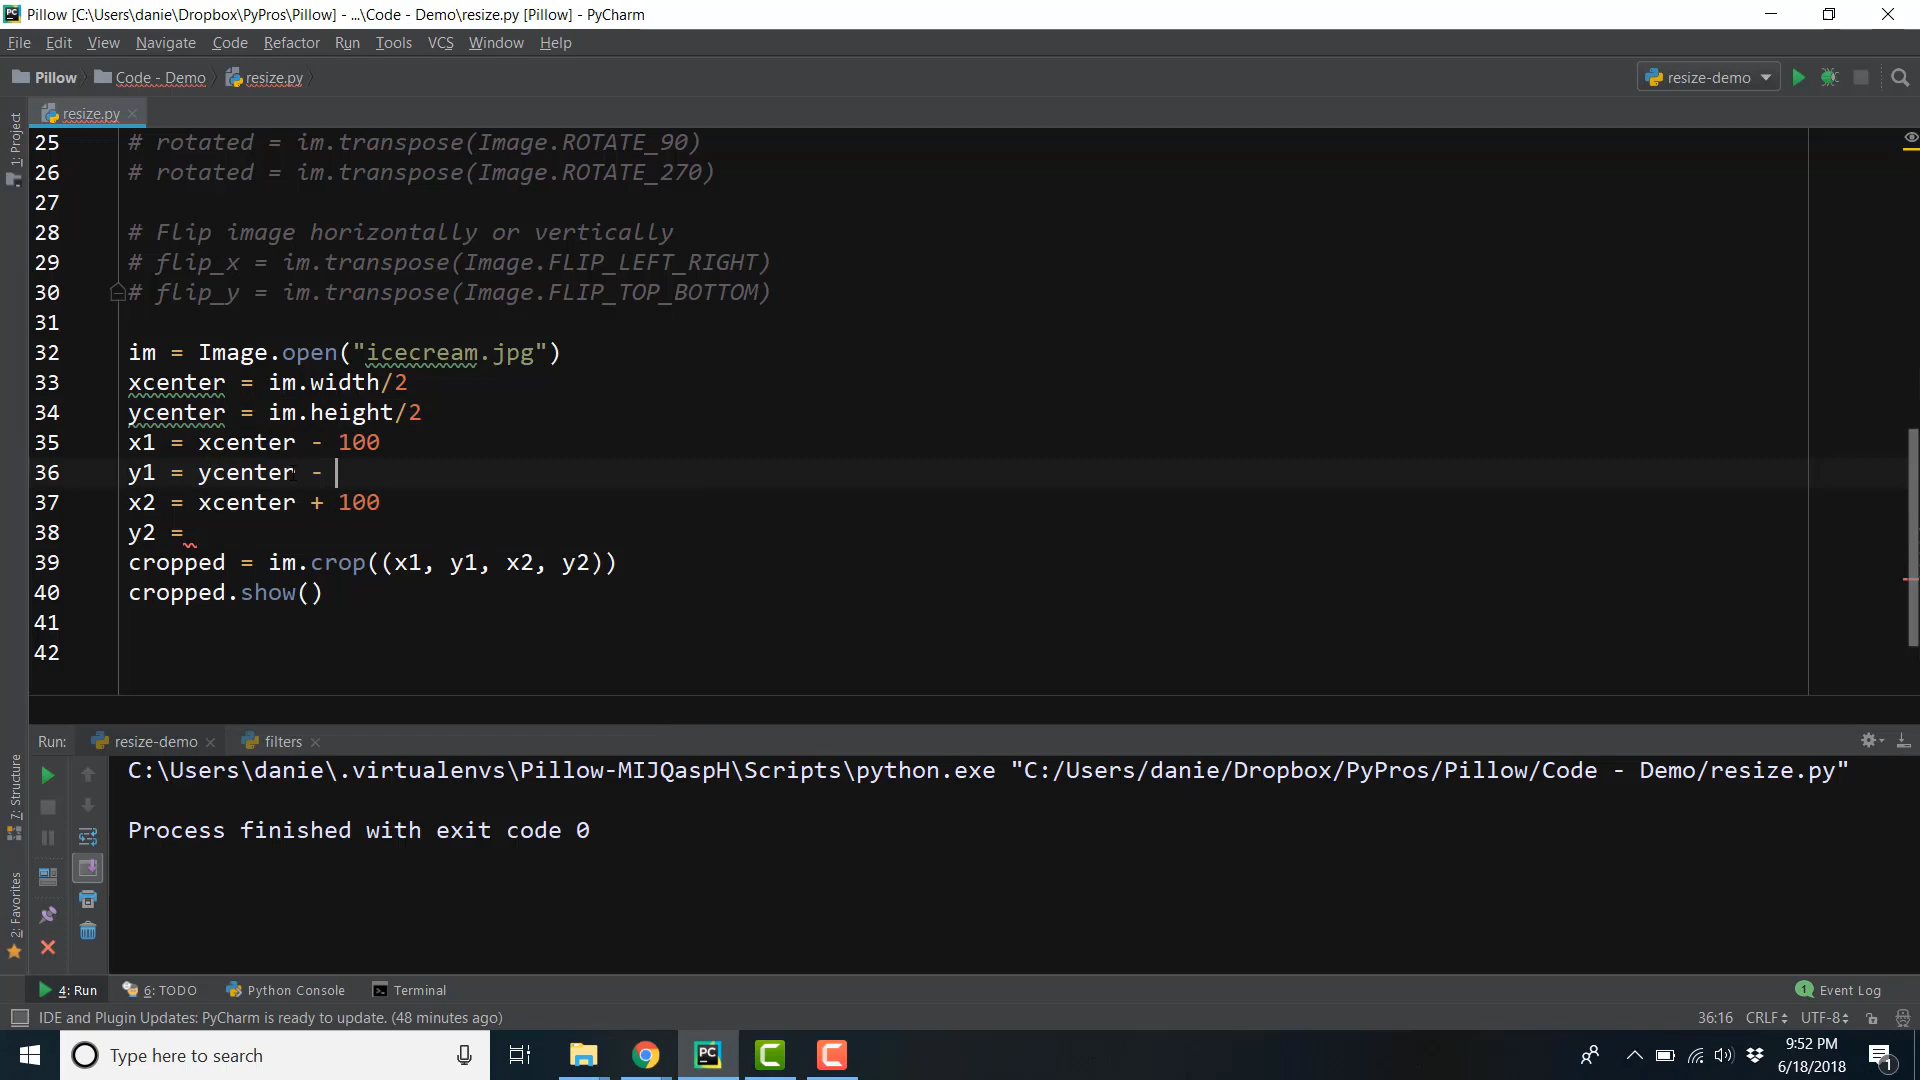 Pillow [C:\Users\danie\Dropbox\PyPros\Pillow] - ...\Code - Demo\resize.py [Pillow] - PyCharm
File Edit View Navigate Code Refactor Run Tools VCS Window Help
Pillow Code - Demo resize.py resize-demo
resize.py
1: Project
25 # rotated = im.transpose(Image.ROTATE_90)
26 # rotated = im.transpose(Image.ROTATE_270)
27
28 # Flip image horizontally or vertically
29 # flip_x = im.transpose(Image.FLIP_LEFT_RIGHT)
30 # flip_y = im.transpose(Image.FLIP_TOP_BOTTOM)
31
32 im = Image.open("icecream.jpg")
33 xcenter = im.width/2
34 ycenter = im.height/2
35 x1 = xcenter - 100
36 y1 = ycenter -
37 x2 = xcenter + 100
38 y2 =
39 cropped = im.crop((x1, y1, x2, y2))
40 cropped.show()
41
42
Run: resize-demo filters
C:\Users\danie\.virtualenvs\Pillow-MIJQaspH\Scripts\python.exe "C:/Users/danie/Dropbox/PyPros/Pillow/Code - Demo/resize.py"
Process finished with exit code 0
7: Structure
2: Favorites
4: Run 6: TODO Python Console Terminal 1 Event Log
IDE and Plugin Updates: PyCharm is ready to update. (48 minutes ago) 36:16 CRLF UTF-8
Type here to search
9:52 PM
6/18/2018
1